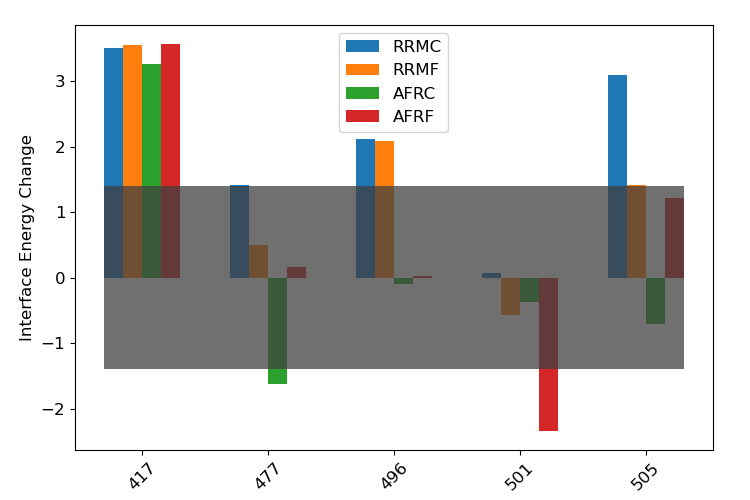 RRMC
RRMF
AFRC
AFRF
Interface Energy Change
3
2
1
0
−1
−2
417
477
496
501
505